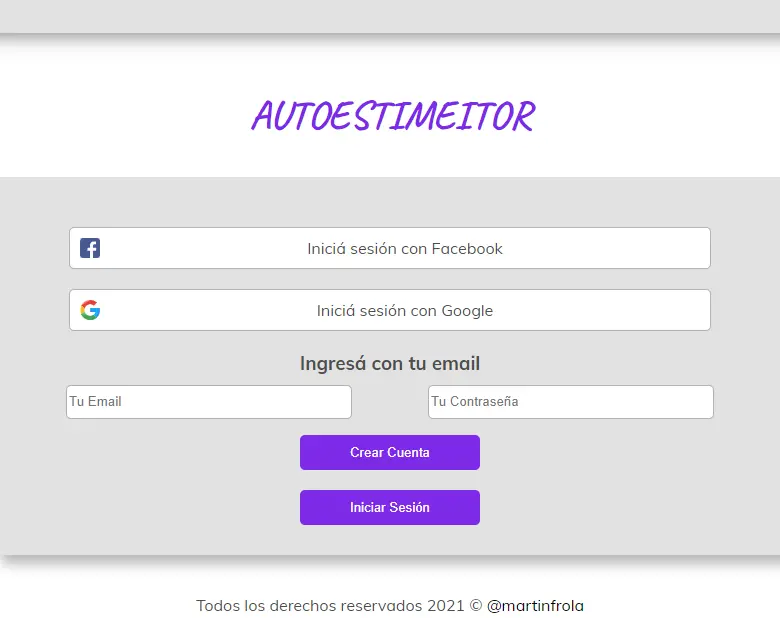 AUTOESTIMEITOR
Iniciá sesión con Facebook
Iniciá sesión con Google
Ingresá con tu email
Tu Email
Tu Contraseña
Crear Cuenta
Iniciar Sesión
Todos los derechos reservados 2021 © @martinfrola